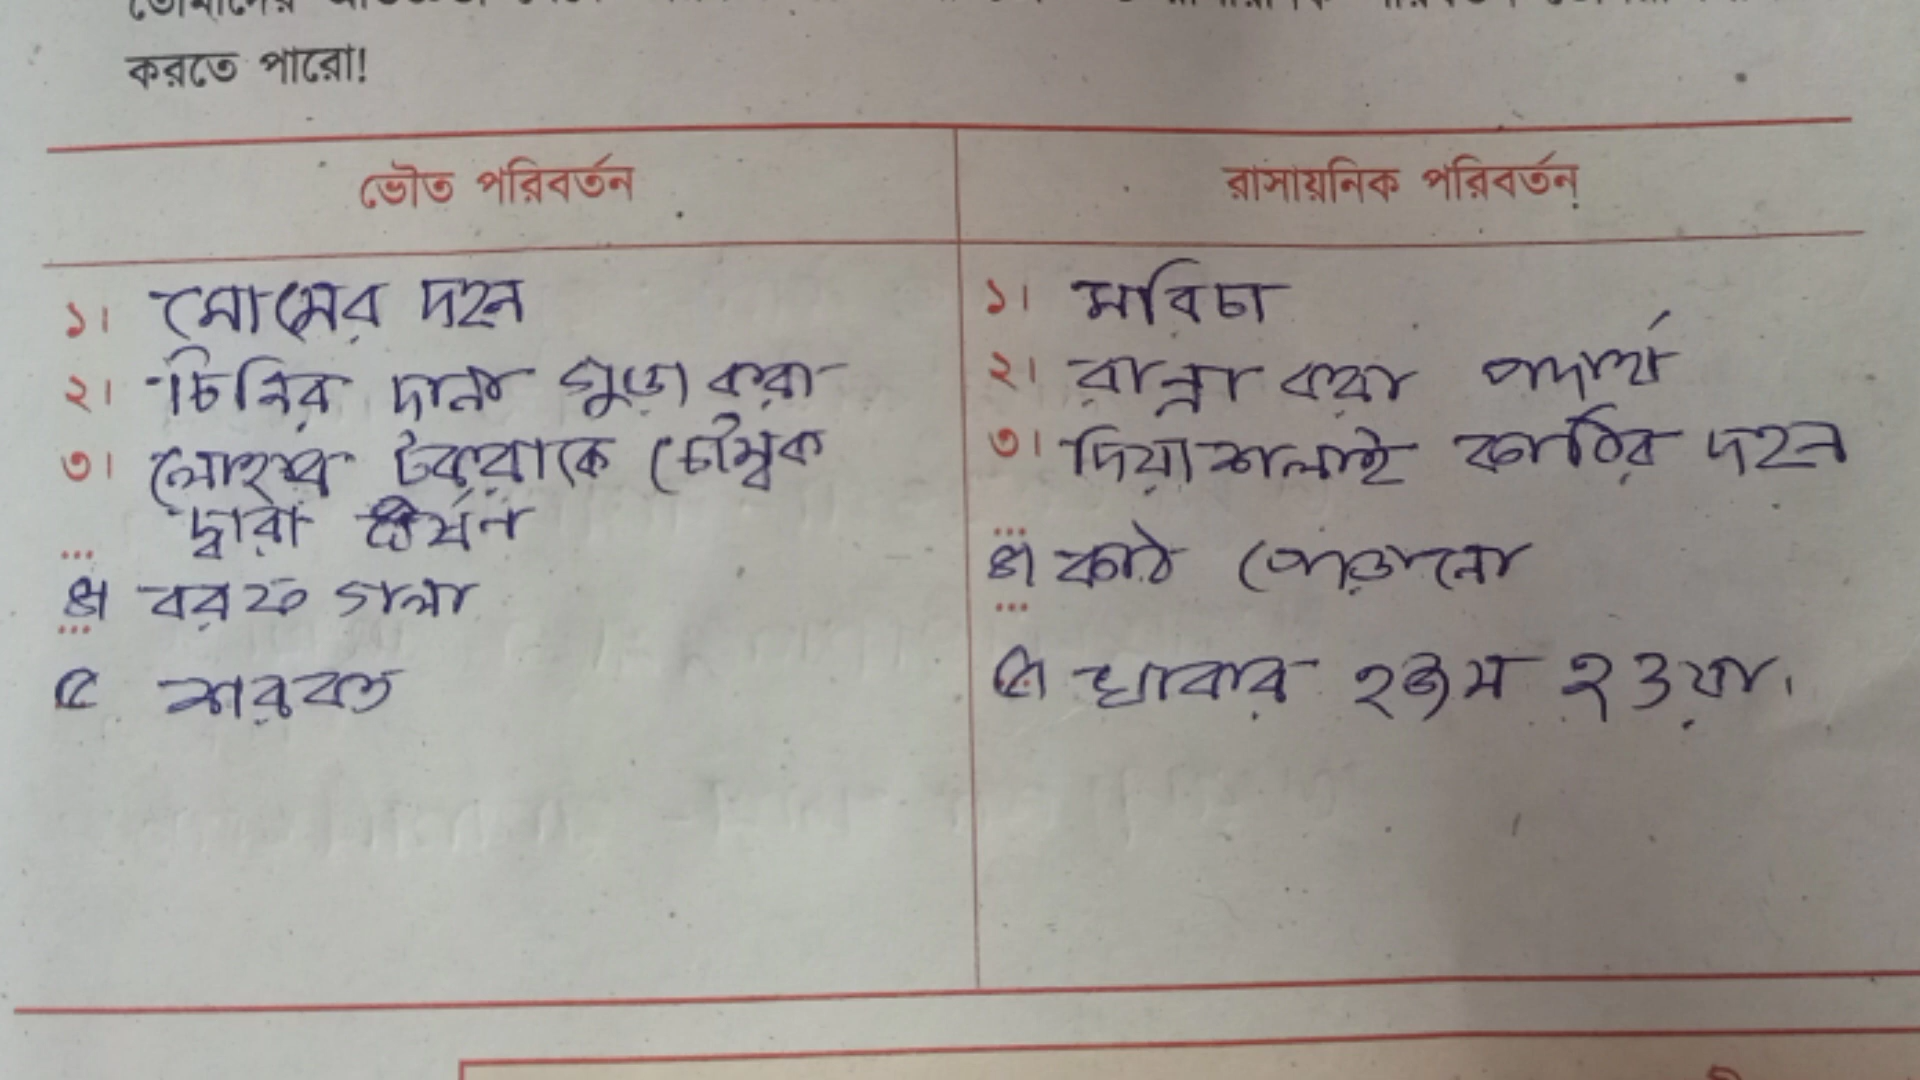 করতে পারো!
ভৌত পরিবর্তন
রাসায়নিক পরিবর্তন
১। মোমের দহন
২। চিনির দানা গুড়া করা
৩। লোহার টুকরাকে চৌম্বক
দ্বারা ঘর্ষন
৪। বরফ গলা
৫ শরবত
১। মরিচা
২। রান্না করা পদার্থ
৩। দিয়াশলাই কাঠির দহন
৪। কাঠ পোড়ানো
৫। খাবার হজম হওয়া।